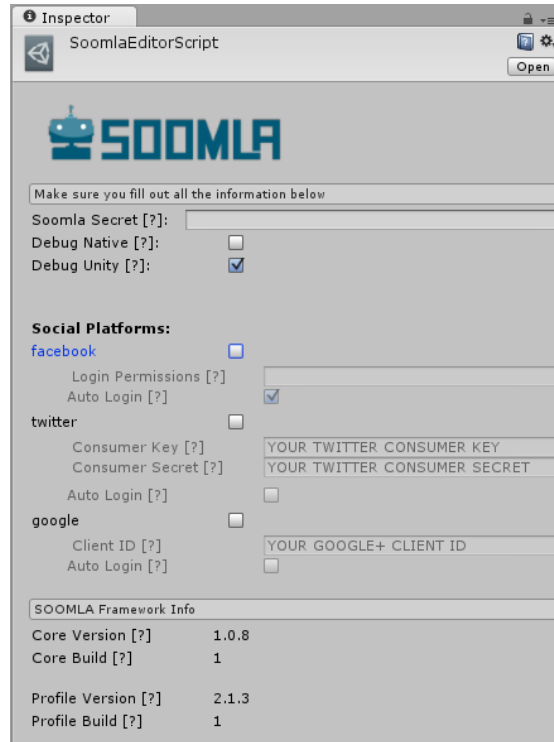 Inspector
SoomlaEditorScript
Open
SOOMLA
Make sure you fill out all the information below
Soomla Secret [?]:
Debug Native [?]:
Debug Unity [?]:
Social Platforms:
facebook
Login Permissions [?]
Auto Login [?]
twitter
Consumer Key [?] YOUR TWITTER CONSUMER KEY
Consumer Secret [?] YOUR TWITTER CONSUMER SECRET
Auto Login [?]
google
Client ID [?] YOUR GOOGLE+ CLIENT ID
Auto Login [?]
SOOMLA Framework Info
Core Version [?] 1.0.8
Core Build [?] 1
Profile Version [?] 2.1.3
Profile Build [?] 1